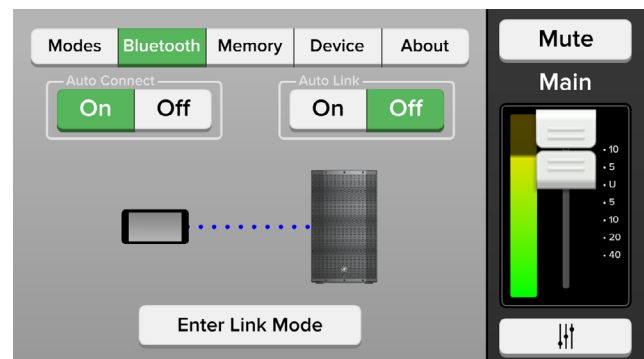 Modes Bluetooth Memory Device About
Auto Connect Auto Link
On Off On Off
Enter Link Mode
Mute
Main
10
5
U
5
10
20
40